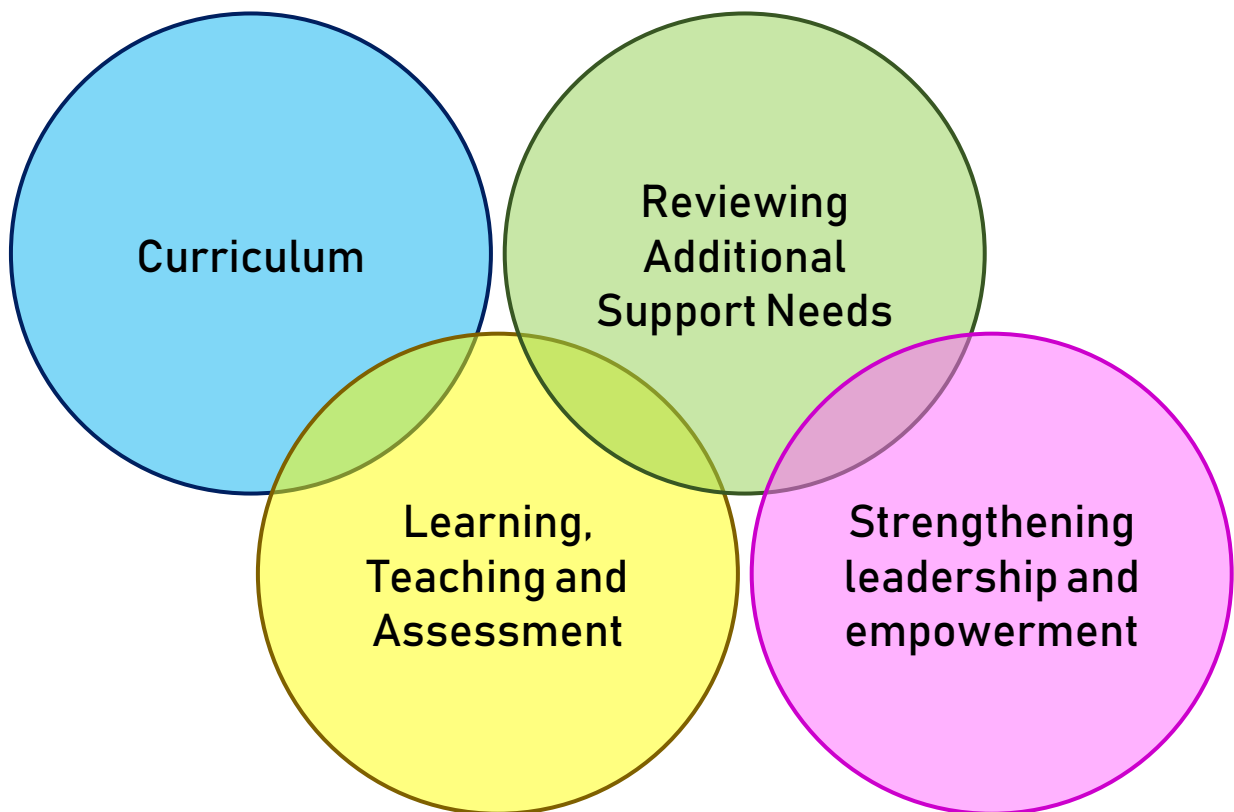 Curriculum
Reviewing
Additional
Support Needs
Learning,
Teaching and
Assessment
Strengthening
leadership and
empowerment